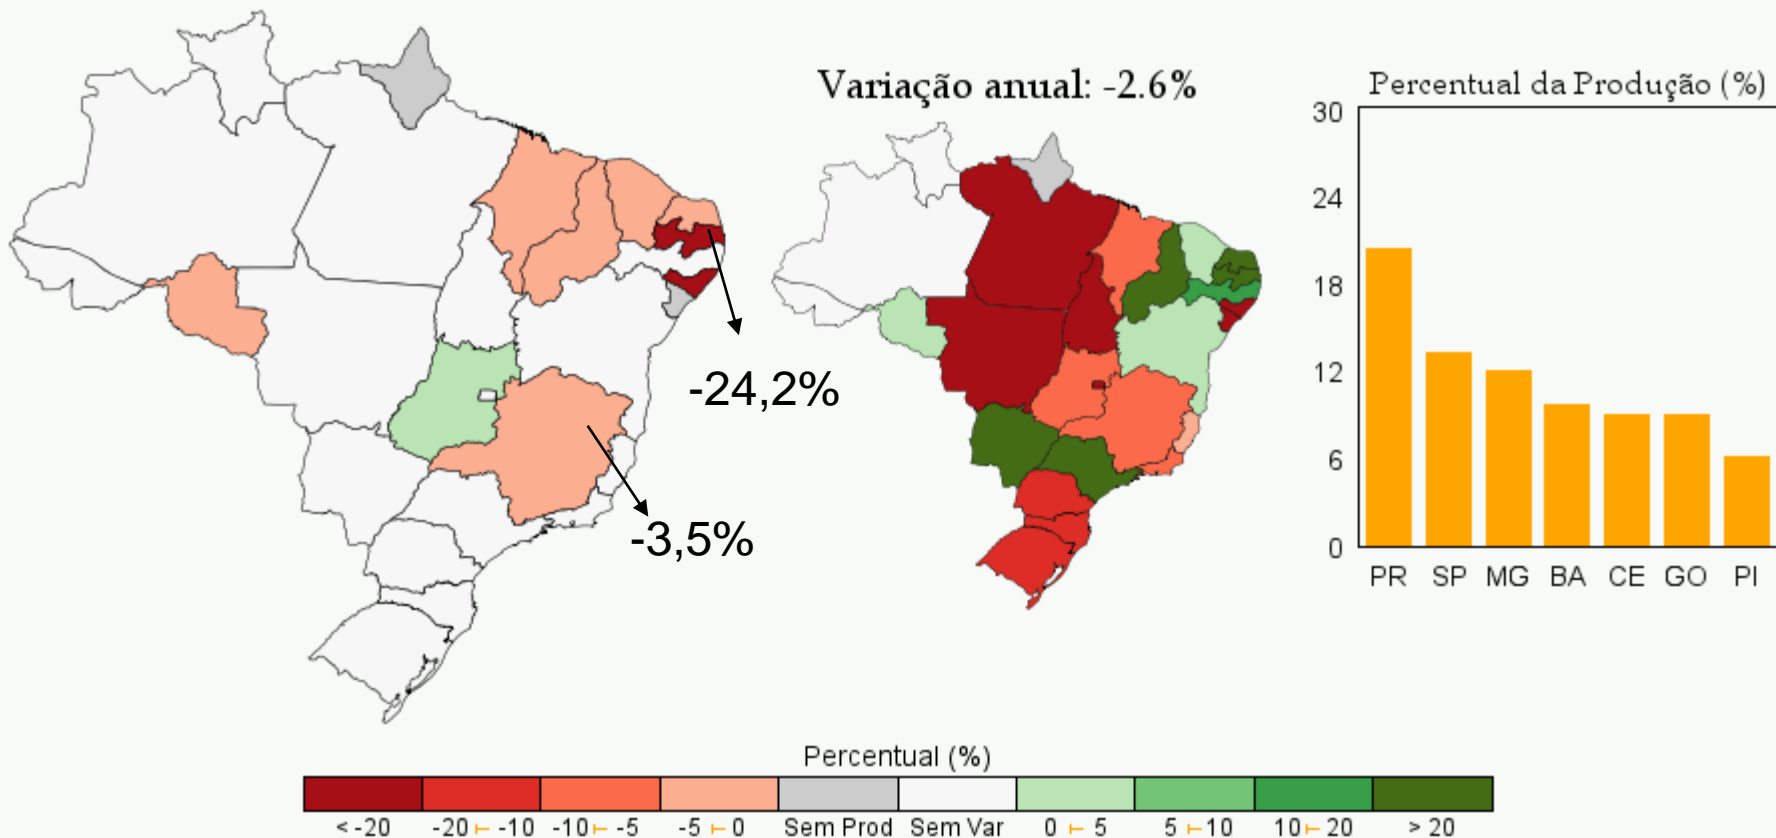 Variação anual: -2.6%
Percentual da Produção (%)
30
24
18
12
6
0
PR SP MG BA CE GO PI
-24,2%
-3,5%
Percentual (%)
< -20 -20 ⊢ -10 -10 ⊢ -5 -5 ⊢ 0 Sem Prod Sem Var 0 ⊢ 5 5 ⊢ 10 10 ⊢ 20 > 20